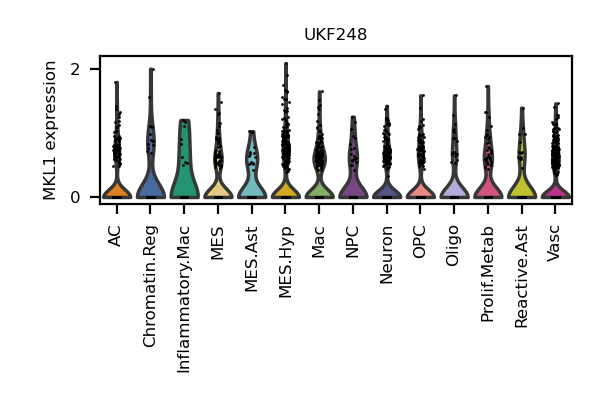 UKF248
MKL1 expression
2
0
AC
Chromatin.Reg
Inflammatory.Mac
MES
MES.Ast
MES.Hyp
Mac
NPC
Neuron
OPC
Oligo
Prolif.Metab
Reactive.Ast
Vasc